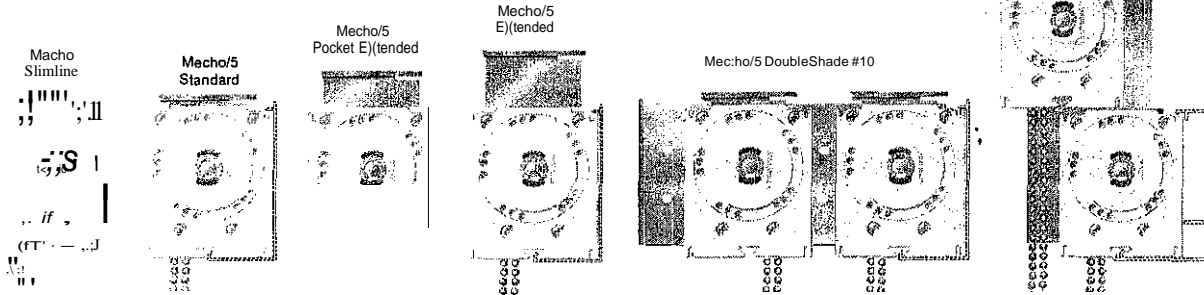 Macho
Slimline
Mecho/5
Standard
Mecho/5
Pocket E)(tended
Mecho/5
E)(tended
Mec:ho/5 DoubleShade #10